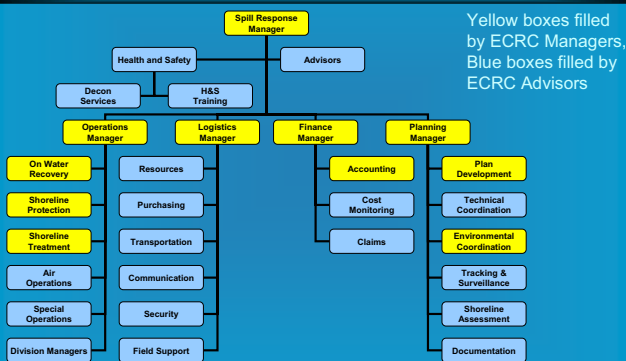 Spill Response
Manager
Yellow boxes filled
by ECRC Managers,
Blue boxes filled by
ECRC Advisors
Health and Safety
Advisors
Decon
Services
H&S
Training
Operations
Manager
Logistics
Manager
Finance
Manager
Planning
Manager
On Water
Recovery
Resources
Accounting
Plan
Development
Shoreline
Protection
Purchasing
Cost
Monitoring
Technical
Coordination
Shoreline
Treatment
Transportation
Claims
Environmental
Coordination
Air
Operations
Communication
Tracking &
Surveillance
Special
Operations
Security
Shoreline
Assessment
Division Managers
Field Support
Documentation